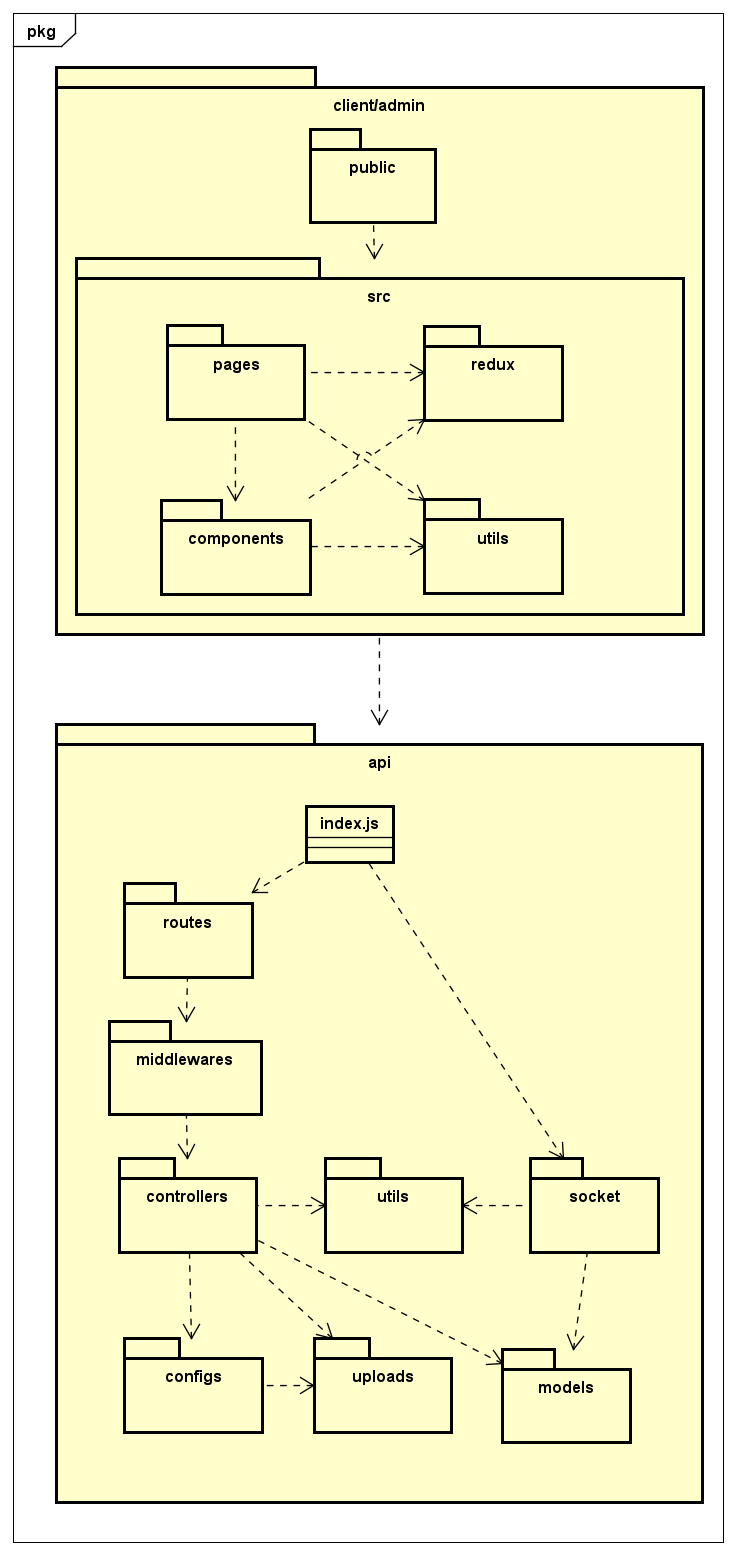 pkg
client/admin
public
src
pages
redux
components
utils
api
index.js
routes
middlewares
controllers
utils
socket
configs
uploads
models